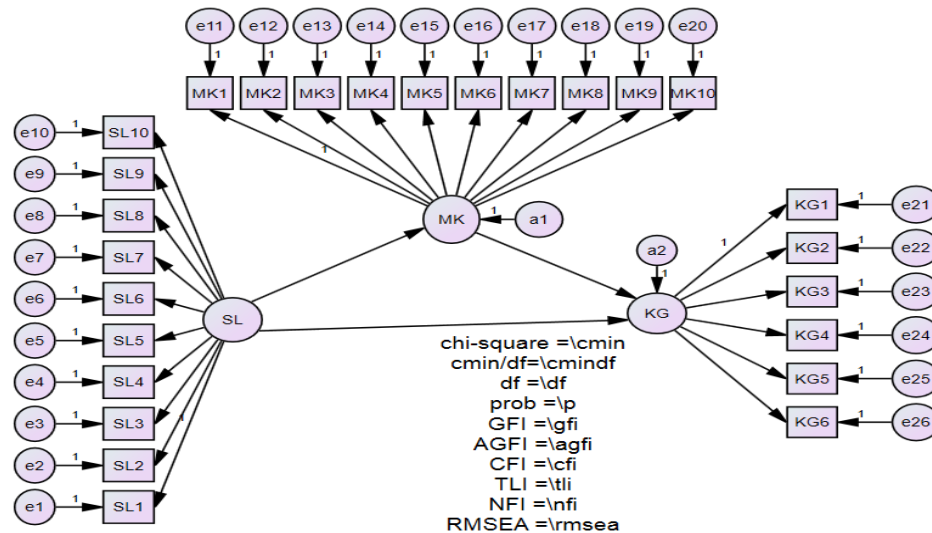 e11 e12 e13 e14 e15 e16 e17 e18 e19 e20
1 1 1 1 1 1 1 1 1 1
MK1 MK2 MK3 MK4 MK5 MK6 MK7 MK8 MK9 MK10
1
e10 1 SL10
e9 1 SL9
e8 1 SL8
e7 1 SL7
e6 1 SL6
e5 1 SL5
e4 1 SL4
e3 1 SL3
1
e2 1 SL2
e1 1 SL1
SL
MK 1 a1
a2
1
KG
1
KG1 1 e21
KG2 1 e22
KG3 1 e23
KG4 1 e24
KG5 1 e25
KG6 1 e26
chi-square =\cmin
cmin/df=\cmindf
df =\df
prob =\p
GFI =\gfi
AGFI =\agfi
CFI =\cfi
TLI =\tli
NFI =\nfi
RMSEA =\rmsea